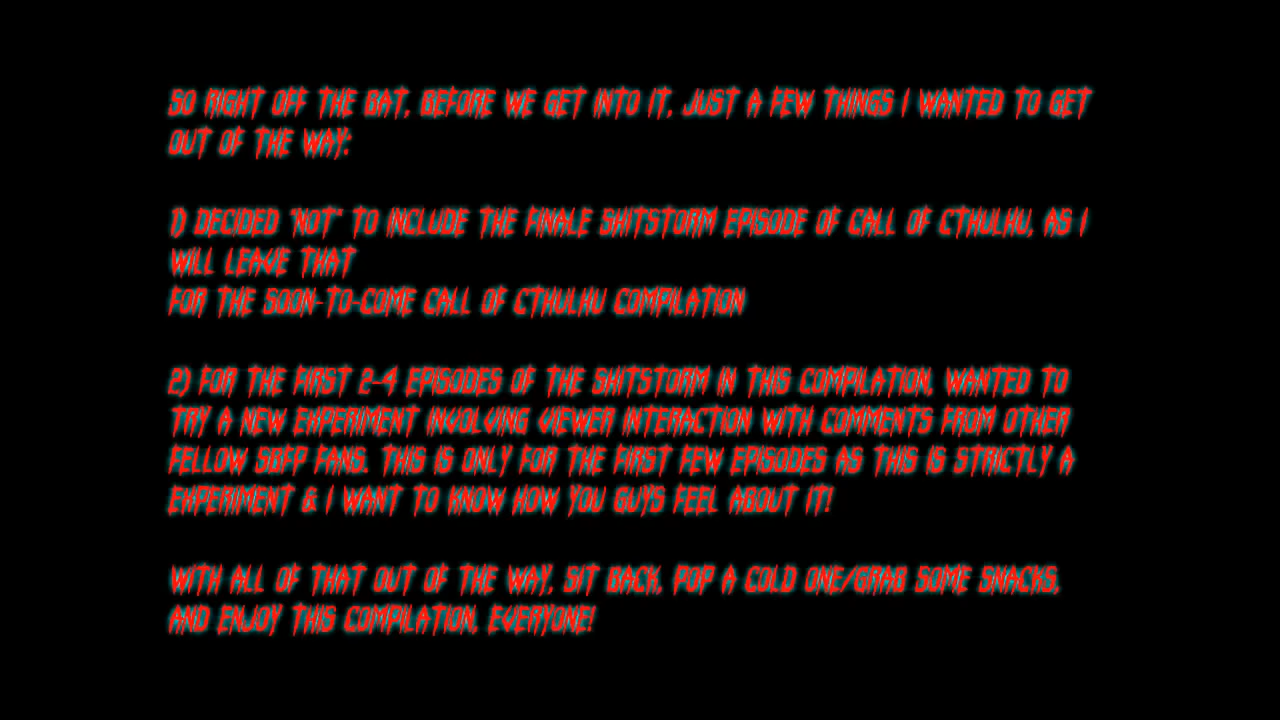 SO RIGHT OFF THE BAT, BEFORE WE GET INTO IT, JUST A FEW THINGS I WANTED TO GET
OUT OF THE WAY:
1) DECIDED "NOT" TO INCLUDE THE FINALE SHITSTORM EPISODE OF CALL OF CTHULHU, AS I
WILL LEAVE THAT
FOR THE SOON-TO-COME CALL OF CTHULHU COMPILATION
2) FOR THE FIRST 2-4 EPISODES OF THE SHITSTORM IN THIS COMPILATION, WANTED TO
TRY A NEW EXPERIMENT INVOLVING VIEWER INTERACTION WITH COMMENTS FROM OTHER
FELLOW SBFP FANS. THIS IS ONLY FOR THE FIRST FEW EPISODES AS THIS IS STRICTLY A
EXPERIMENT & I WANT TO KNOW HOW YOU GUYS FEEL ABOUT IT!
WITH ALL OF THAT OUT OF THE WAY, SIT BACK, POP A COLD ONE/GRAB SOME SNACKS,
AND ENJOY THIS COMPILATION, EVERYONE!